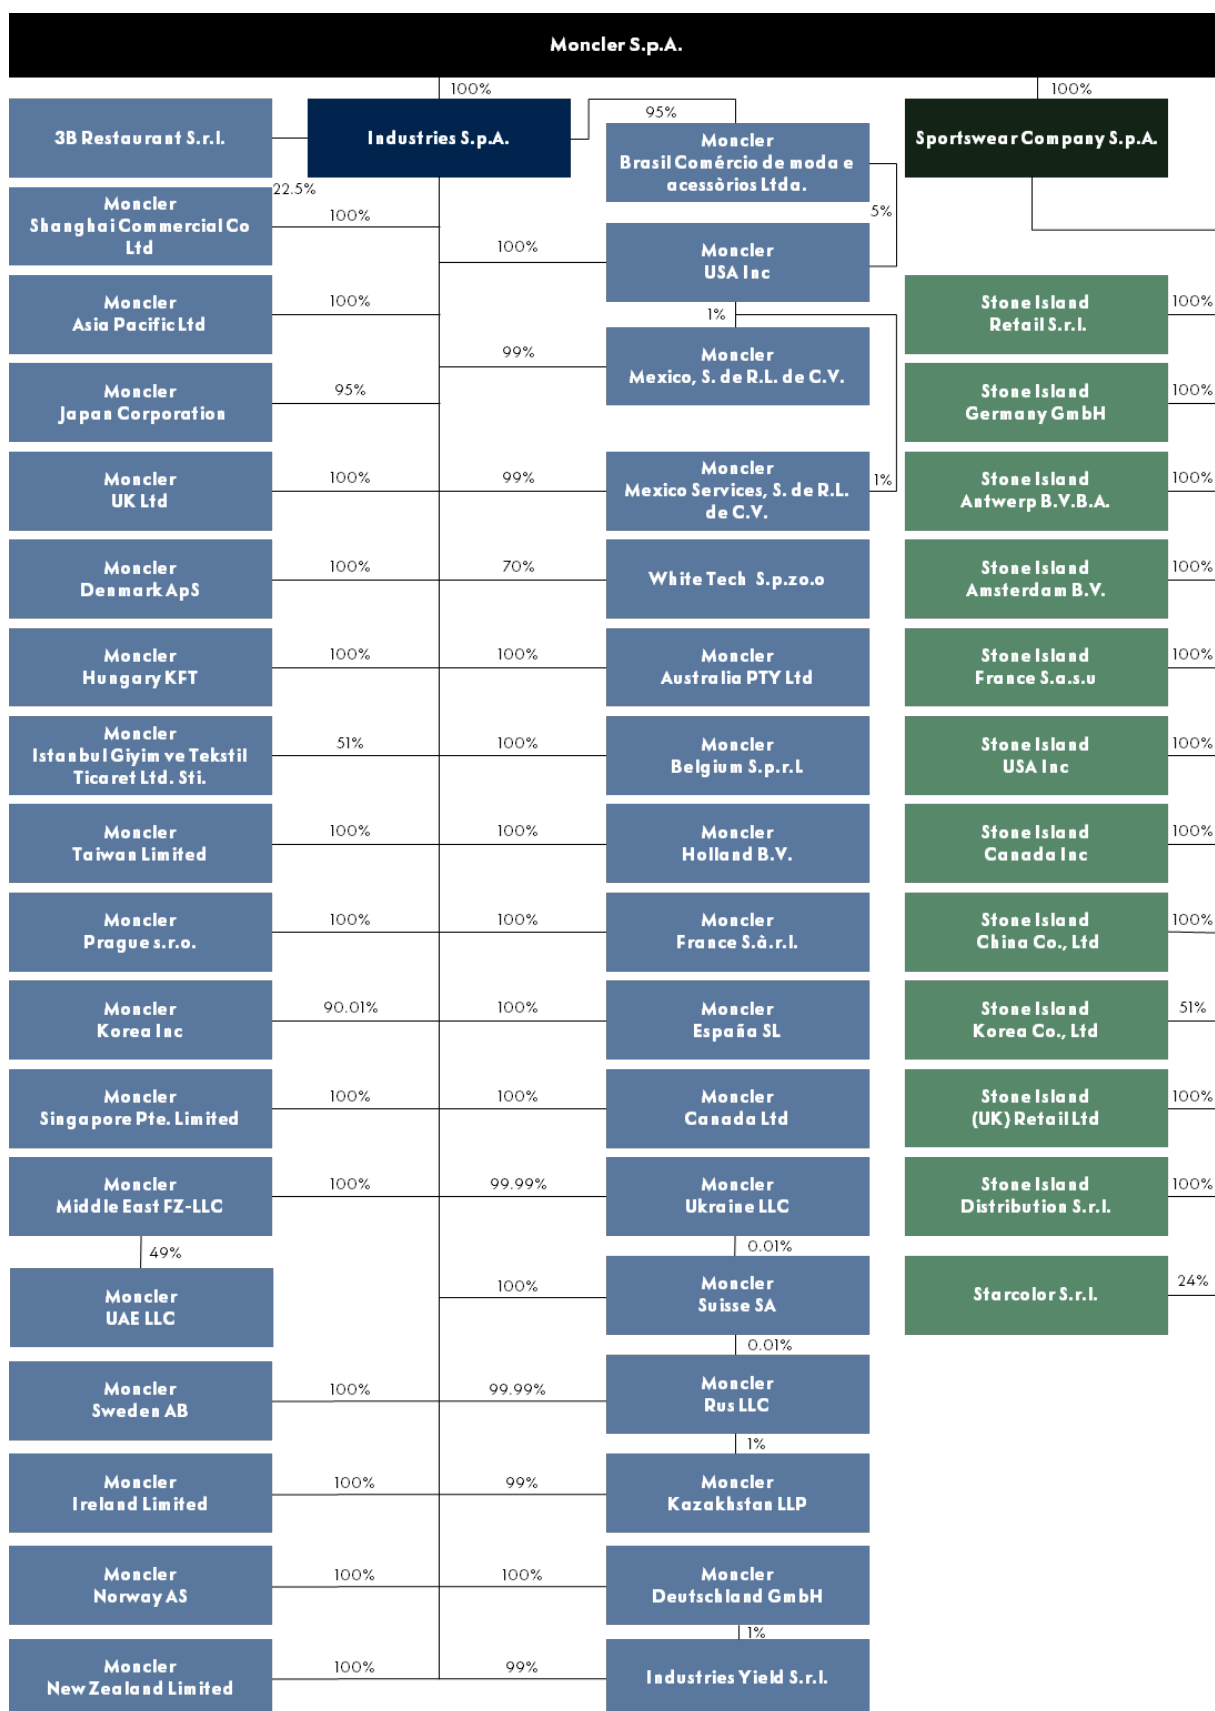 Moncler S.p.A.
100%
100%
3B Restaurant S.r.l.
Industries S.p.A.
95%
Moncler
Brasil Comércio de moda e
acessòrios Ltda.
Sportswear Company S.p.A.
22.5%
Moncler
Shanghai Commercial Co
Ltd
100%
5%
100%
Moncler
USA Inc
Moncler
Asia Pacific Ltd
100%
1%
Stone Island
Retail S.r.l.
100%
99%
Moncler
Mexico, S. de R.L. de C.V.
Moncler
Japan Corporation
95%
Stone Island
Germany GmbH
100%
Moncler
UK Ltd
100%
99%
Moncler
Mexico Services, S. de R.L.
de C.V.
1%
Stone Island
Antwerp B.V.B.A.
100%
Moncler
Denmark ApS
100%
70%
White Tech S.p.zo.o
Stone Island
Amsterdam B.V.
100%
Moncler
Hungary KFT
100%
100%
Moncler
Australia PTY Ltd
Stone Island
France S.a.s.u
100%
Moncler
Istanbul Giyim ve Tekstil
Ticaret Ltd. Sti.
51%
100%
Moncler
Belgium S.p.r.l.
Stone Island
USA Inc
100%
Moncler
Taiwan Limited
100%
100%
Moncler
Holland B.V.
Stone Island
Canada Inc
100%
Moncler
Prague s.r.o.
100%
100%
Moncler
France S.à.r.l.
Stone Island
China Co., Ltd
100%
Moncler
Korea Inc
90.01%
100%
Moncler
España SL
Stone Island
Korea Co., Ltd
51%
Moncler
Singapore Pte. Limited
100%
100%
Moncler
Canada Ltd
Stone Island
(UK) Retail Ltd
100%
Moncler
Middle East FZ-LLC
100%
99.99%
Moncler
Ukraine LLC
Stone Island
Distribution S.r.l.
100%
49%
0.01%
Moncler
UAE LLC
100%
Moncler
Suisse SA
Starcolor S.r.l.
24%
0.01%
Moncler
Sweden AB
100%
99.99%
Moncler
Rus LLC
1%
Moncler
Ireland Limited
100%
99%
Moncler
Kazakhstan LLP
Moncler
Norway AS
100%
100%
Moncler
Deutschland GmbH
1%
Moncler
New Zealand Limited
100%
99%
Industries Yield S.r.l.